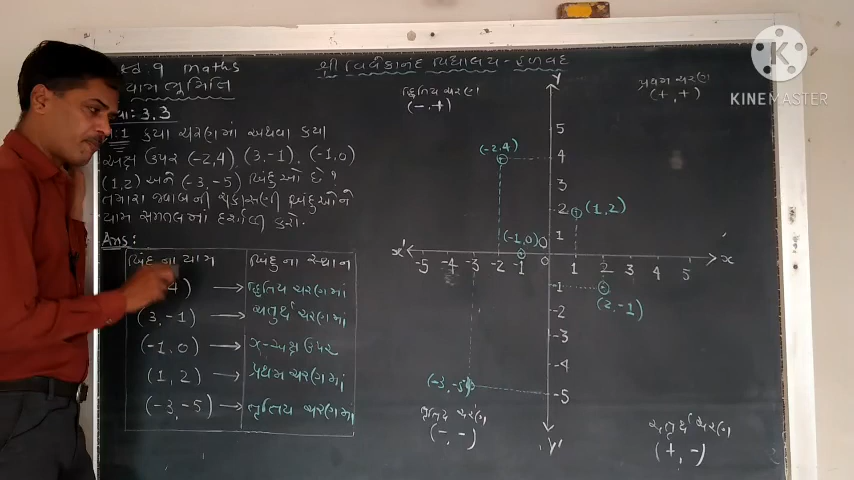 ધો. 9 maths
યામ ભૂમિતિ
શ્રી વિવેકાનંદ વિદ્યાલય - હળવદ
KINEMASTER
3.3
1 કયા ચરણમાં અથવા કયા
અક્ષ ઉપર (-2,4), (3,-1), (-1,0)
(1,2) અને (-3,-5) બિંદુઓ છે ?
તમારા જવાબની ચકાસણી બિંદુઓને
યામ સમતલમાં દર્શાવી કરો.
Ans:
બિંદુના યામ બિંદુ ના સ્થાન
4) → દ્વિતિય ચરણમાં
(3,-1) → ચતુર્થ ચરણમાં
(-1,0) → x-અક્ષ ઉપર
(1,2) → પ્રથમ ચરણમાં
(-3,-5) → તૃતિય ચરણમાં
દ્વિતિય ચરણ
(-,+)
પ્રથમ ચરણ
(+,+)
Y
5
(-2,4) 4
3
2 (1,2)
1
(-1,0) 0
X' -5 -4 -3 -2 -1 0 1 2 3 4 5 X
-1
-2 (2,-1)
-3
-4
(-3,-5) -5
Y'
તૃતિય ચરણ
(-,-)
ચતુર્થ ચરણ
(+,-)